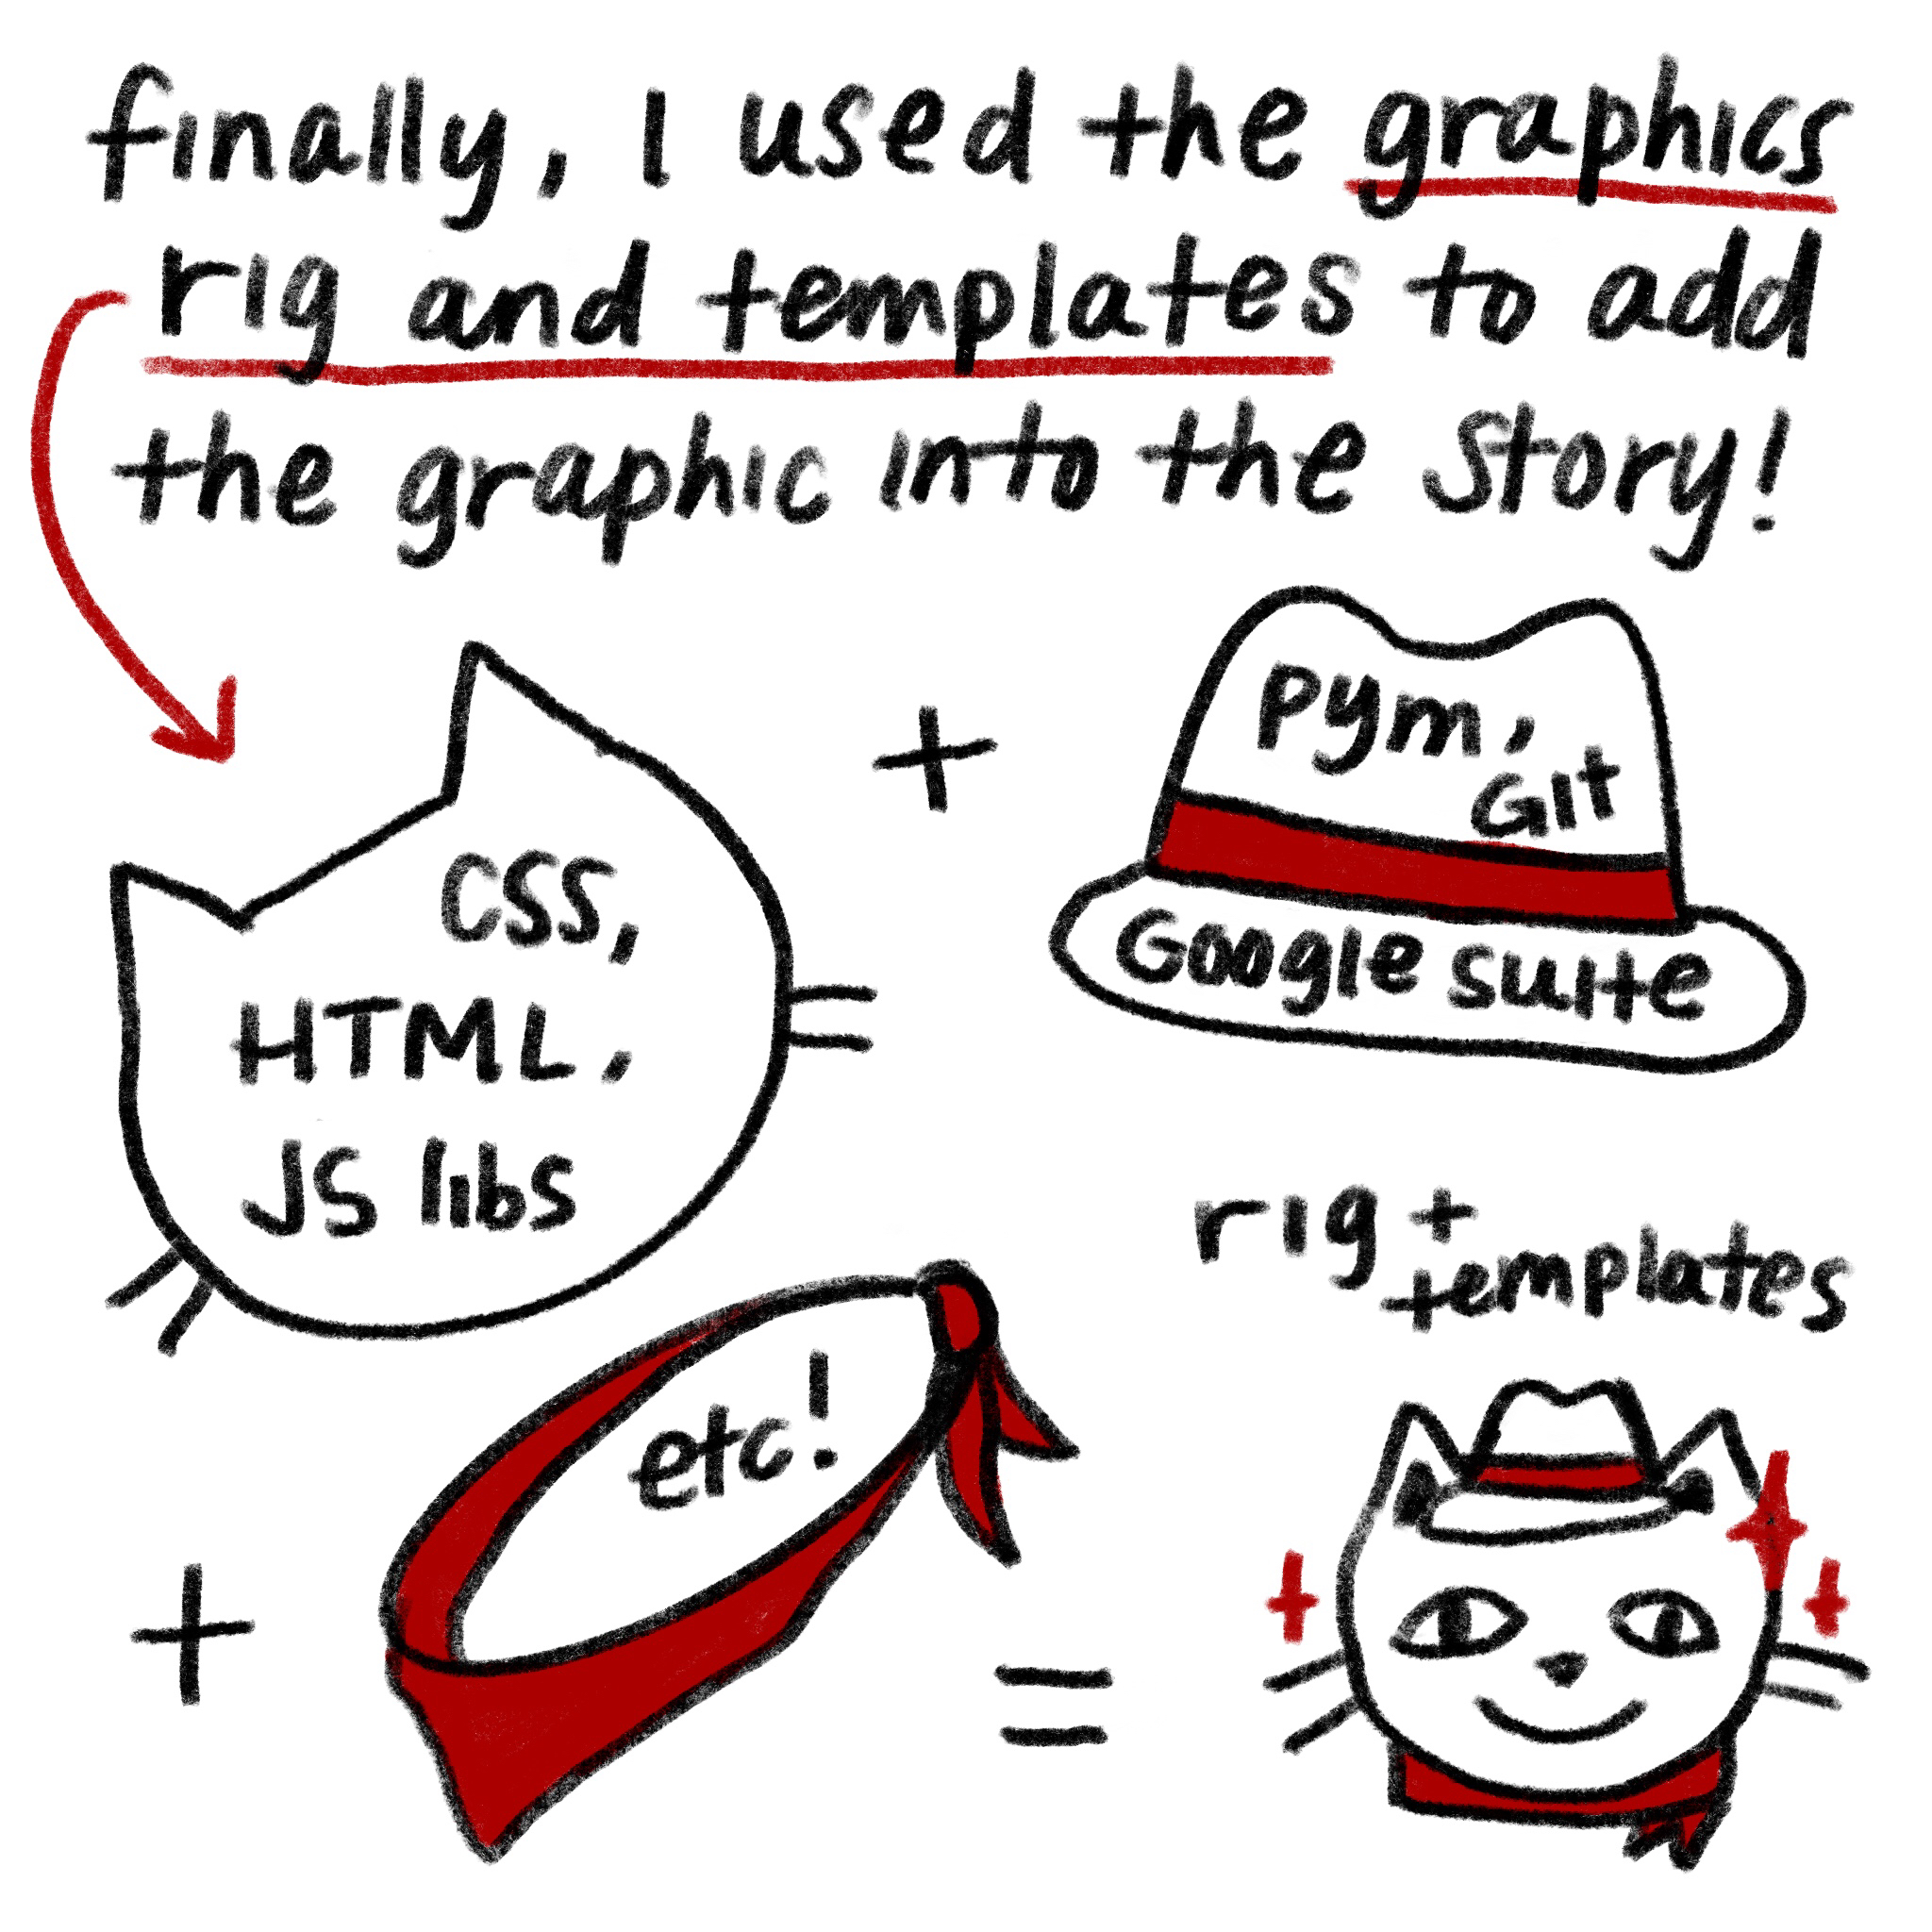 finally, I used the graphics
rig and templates to add
the graphic into the story!
CSS,
HTML,
JS libs
+
pym,
Git
Google suite
+
etc!
=
rig +
templates